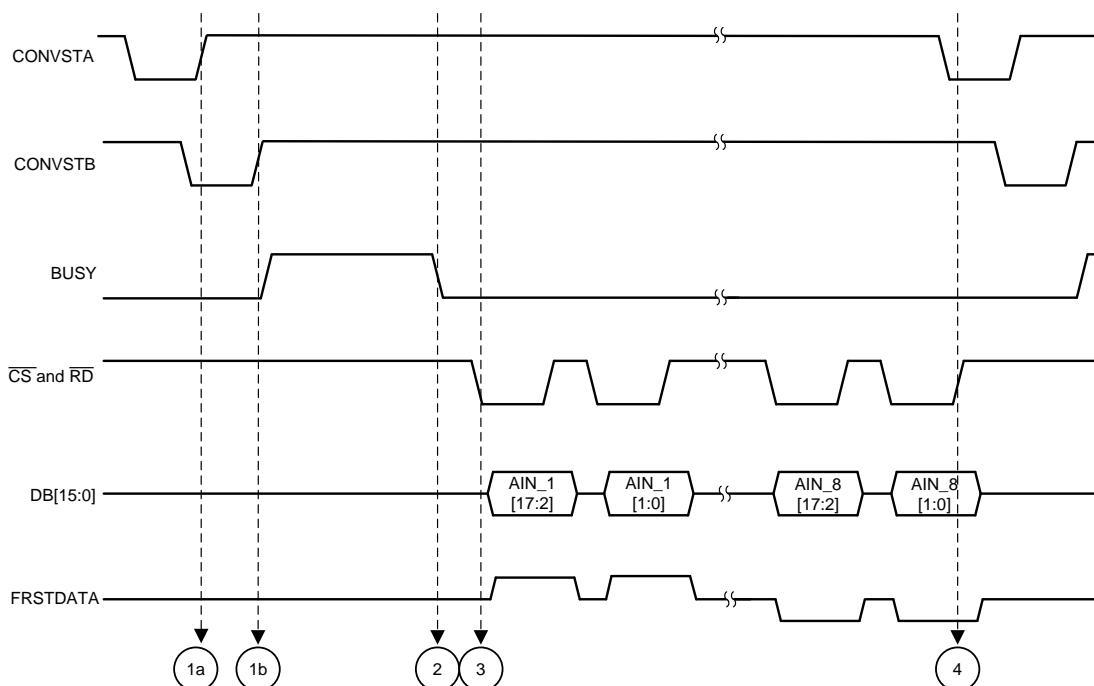 CONVSTA
CONVSTB
BUSY
CS and RD
DB[15:0]
AIN_1
[17:2]
AIN_1
[1:0]
AIN_8
[17:2]
AIN_8
[1:0]
FRSTDATA
1a
1b
2
3
4